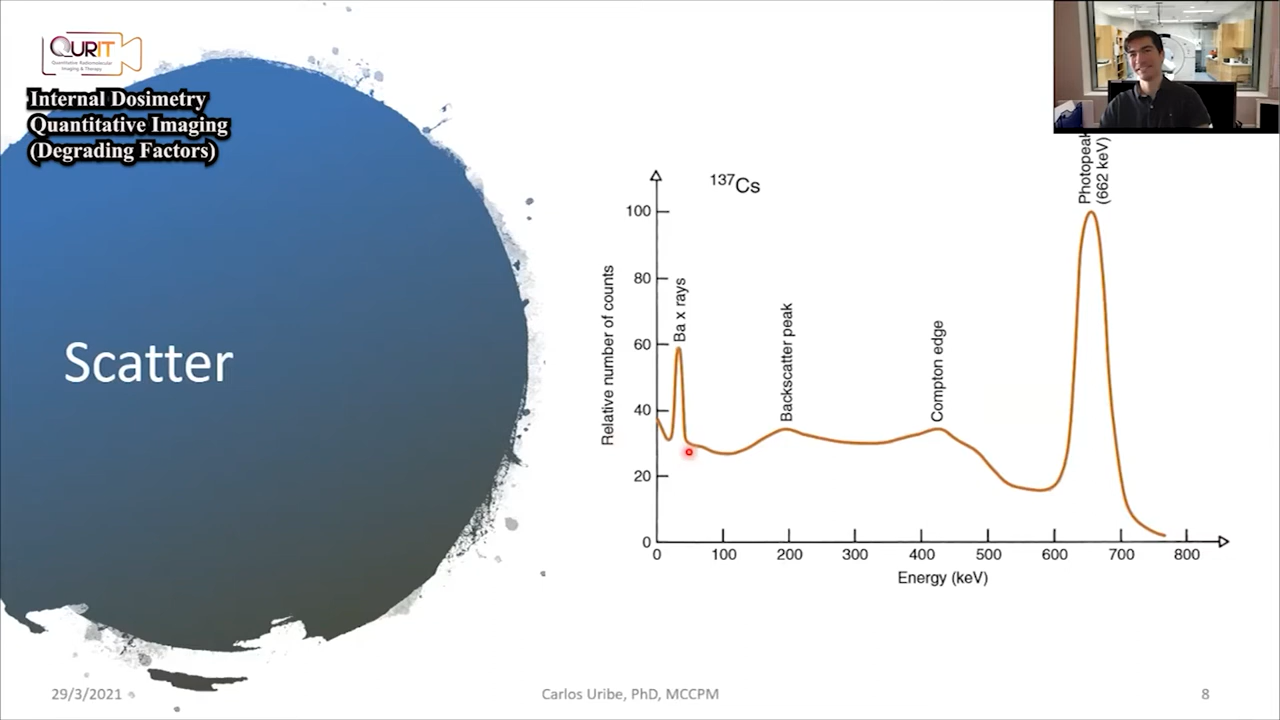 QURIT
Quantitative Radiomolecular
Imaging & Therapy
Internal Dosimetry
Quantitative Imaging
(Degrading Factors)
Scatter
137Cs
Photopeak
(662 keV)
Ba x rays
Backscatter peak
Compton edge
Relative number of counts
100
80
60
40
20
0
0 100 200 300 400 500 600 700 800
Energy (keV)
29/3/2021
Carlos Uribe, PhD, MCCPM
8